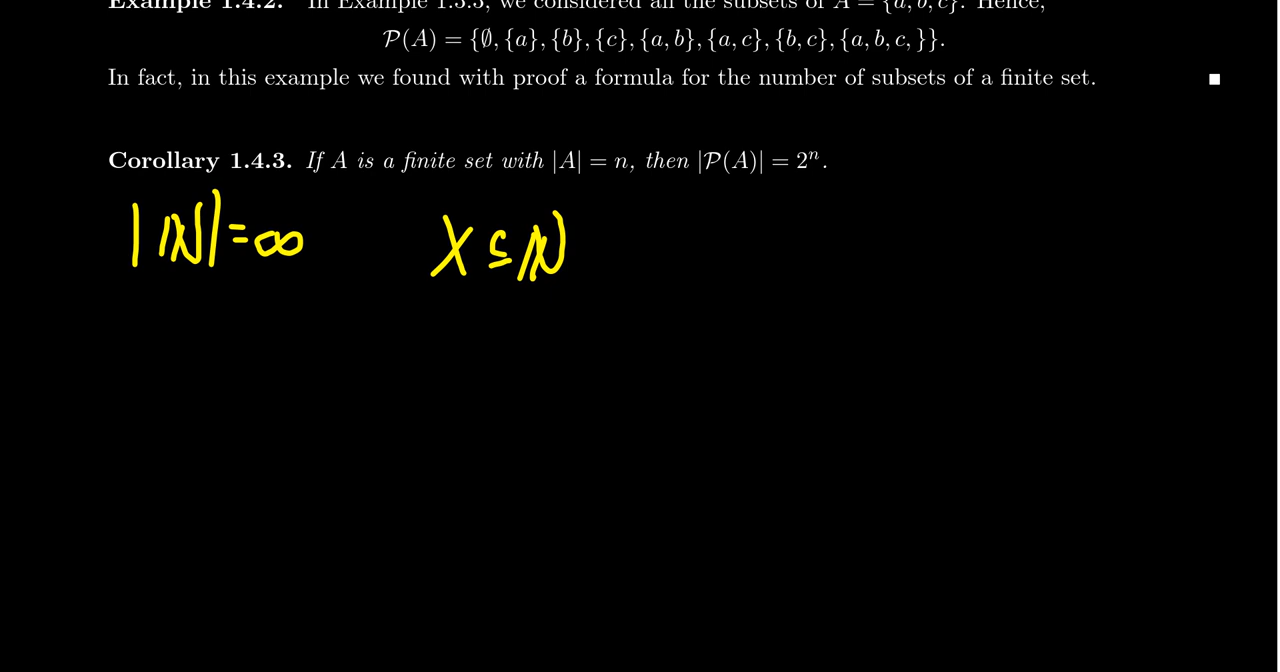 Example 1.4.2. In Example 1.3.3, we considered all the subsets of A = {a, b, c}. Hence,
𝒫(A) = {∅, {a}, {b}, {c}, {a, b}, {a, c}, {b, c}, {a, b, c, }}.
In fact, in this example we found with proof a formula for the number of subsets of a finite set. ■
Corollary 1.4.3. If A is a finite set with |A| = n, then |𝒫(A)| = 2ⁿ.
|ℕ| = ∞ X ⊆ ℕ